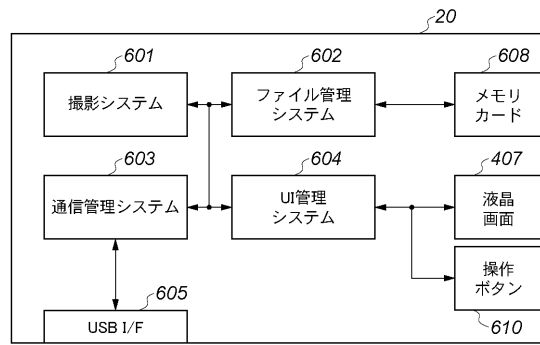 20
601
602
608
撮影システム
ファイル管理
システム
メモリ
カード
603
604
407
通信管理システム
UI管理
システム
液晶
画面
操作
ボタン
605
610
USB I/F